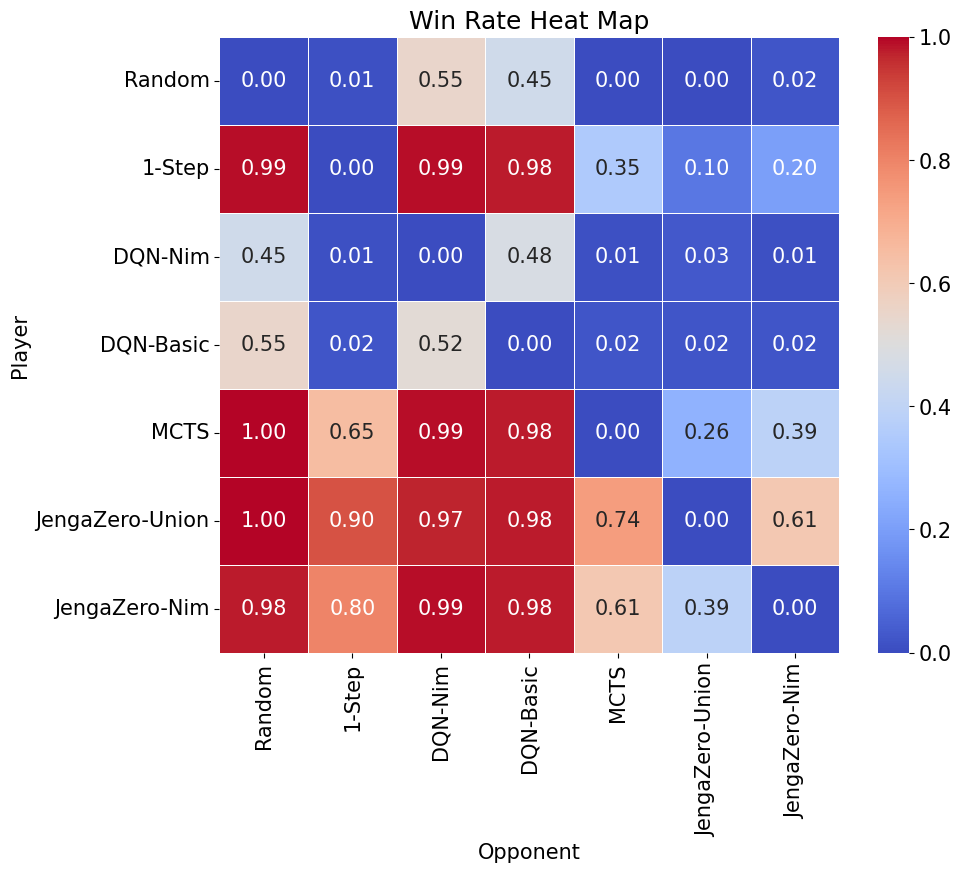 Win Rate Heat Map
Player
Random 0.00 0.01 0.55 0.45 0.00 0.00 0.02
1-Step 0.99 0.00 0.99 0.98 0.35 0.10 0.20
DQN-Nim 0.45 0.01 0.00 0.48 0.01 0.03 0.01
DQN-Basic 0.55 0.02 0.52 0.00 0.02 0.02 0.02
MCTS 1.00 0.65 0.99 0.98 0.00 0.26 0.39
JengaZero-Union 1.00 0.90 0.97 0.98 0.74 0.00 0.61
JengaZero-Nim 0.98 0.80 0.99 0.98 0.61 0.39 0.00
Random 1-Step DQN-Nim DQN-Basic MCTS JengaZero-Union JengaZero-Nim
Opponent
1.0
0.8
0.6
0.4
0.2
0.0